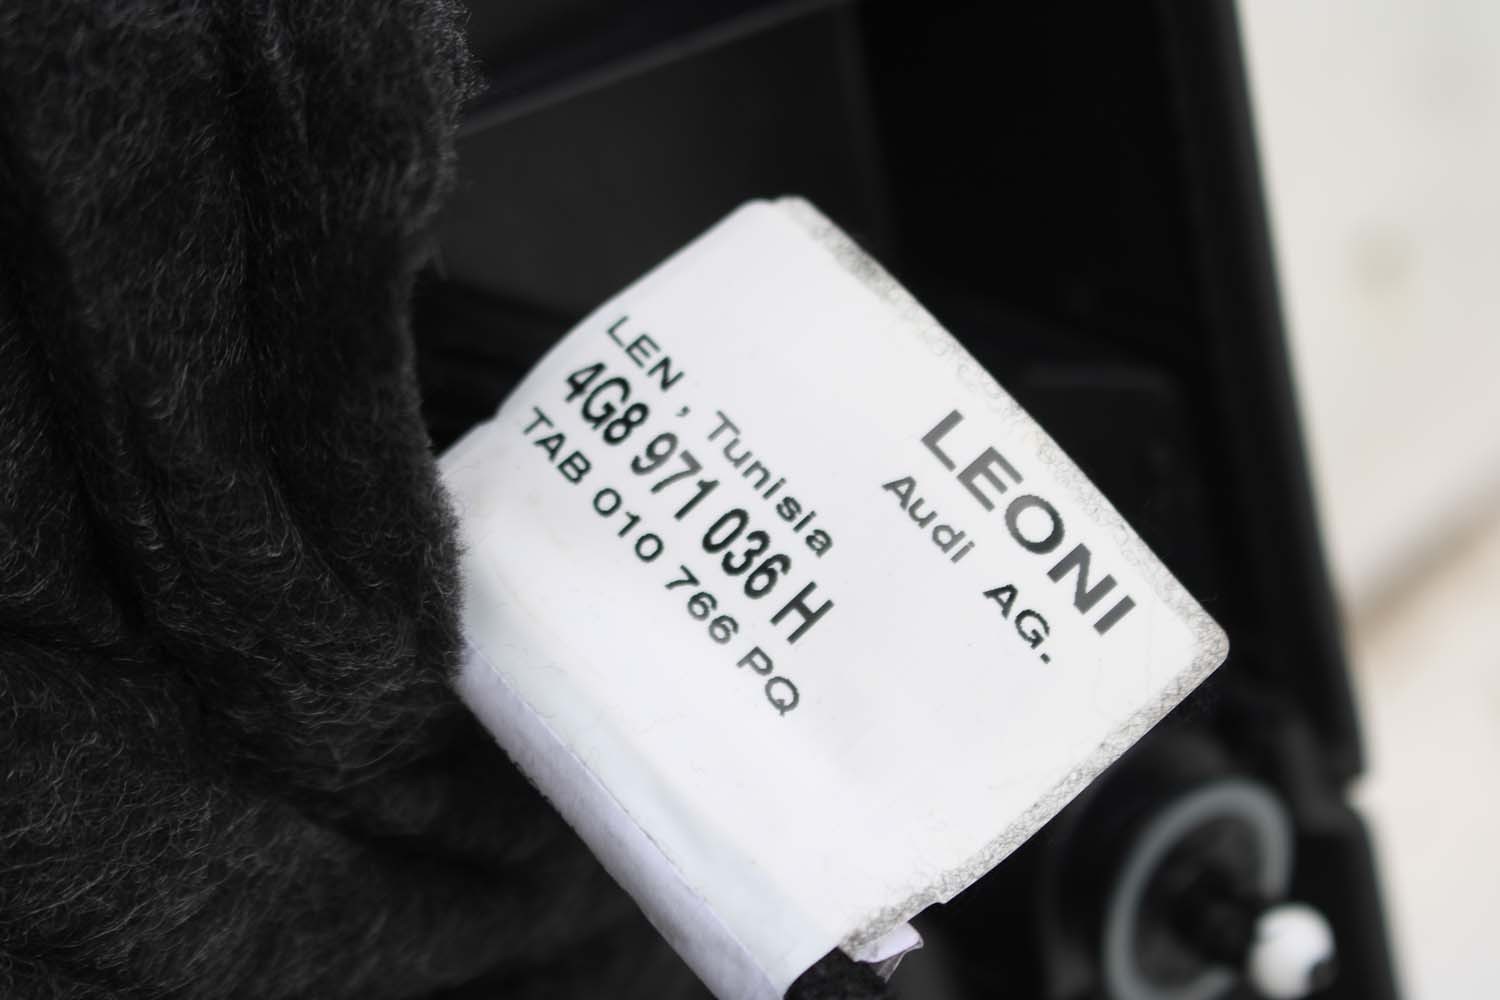 LEONI
Audi AG.
LEN , Tunisia
4G8 971 036 H
TAB 010 766 PQ